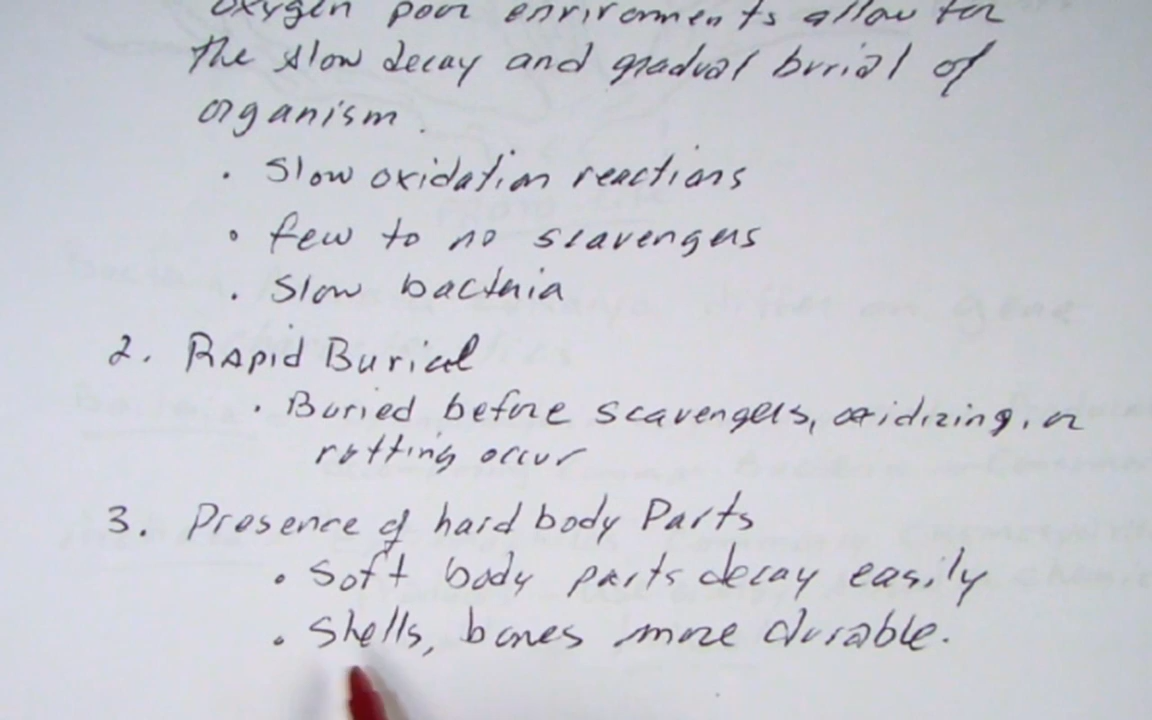 oxygen poor environments allow for
the slow decay and gradual burial of
organism.
· Slow oxidation reactions
· few to no scavengers
· Slow bacteria
2. Rapid Burial
· Buried before scavengers, oxidizing, or
rotting occur
3. Presence of hard body Parts
· Soft body parts decay easily
· Shells, bones more durable.